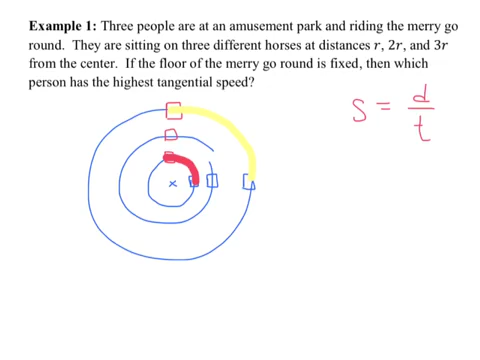 Example 1: Three people are at an amusement park and riding the merry go
round. They are sitting on three different horses at distances r, 2r, and 3r
from the center. If the floor of the merry go round is fixed, then which
person has the highest tangential speed?
s = d/t